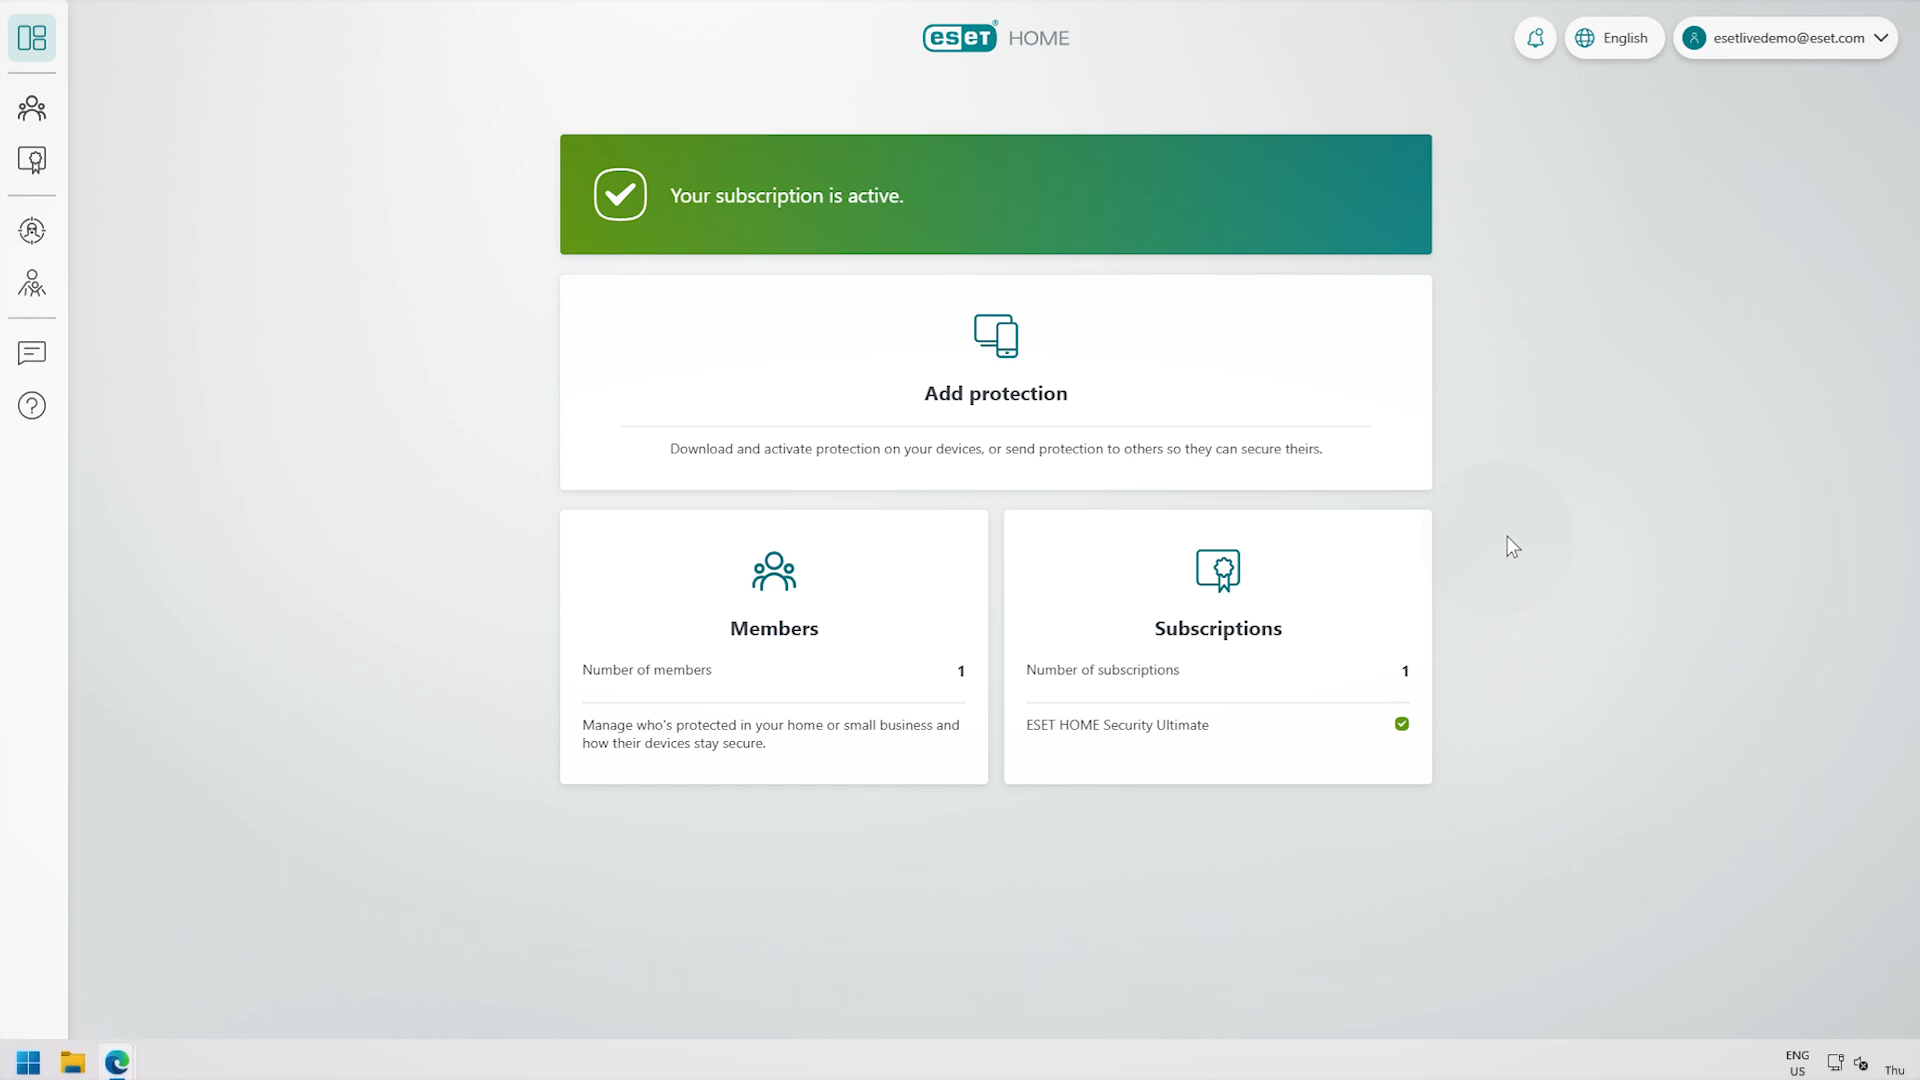 eseT® HOME
English
esetlivedemo@eset.com
Your subscription is active.
Add protection
Download and activate protection on your devices, or send protection to others so they can secure theirs.
Members
Number of members 1
Manage who's protected in your home or small business and
how their devices stay secure.
Subscriptions
Number of subscriptions 1
ESET HOME Security Ultimate
ENG
US
Thu